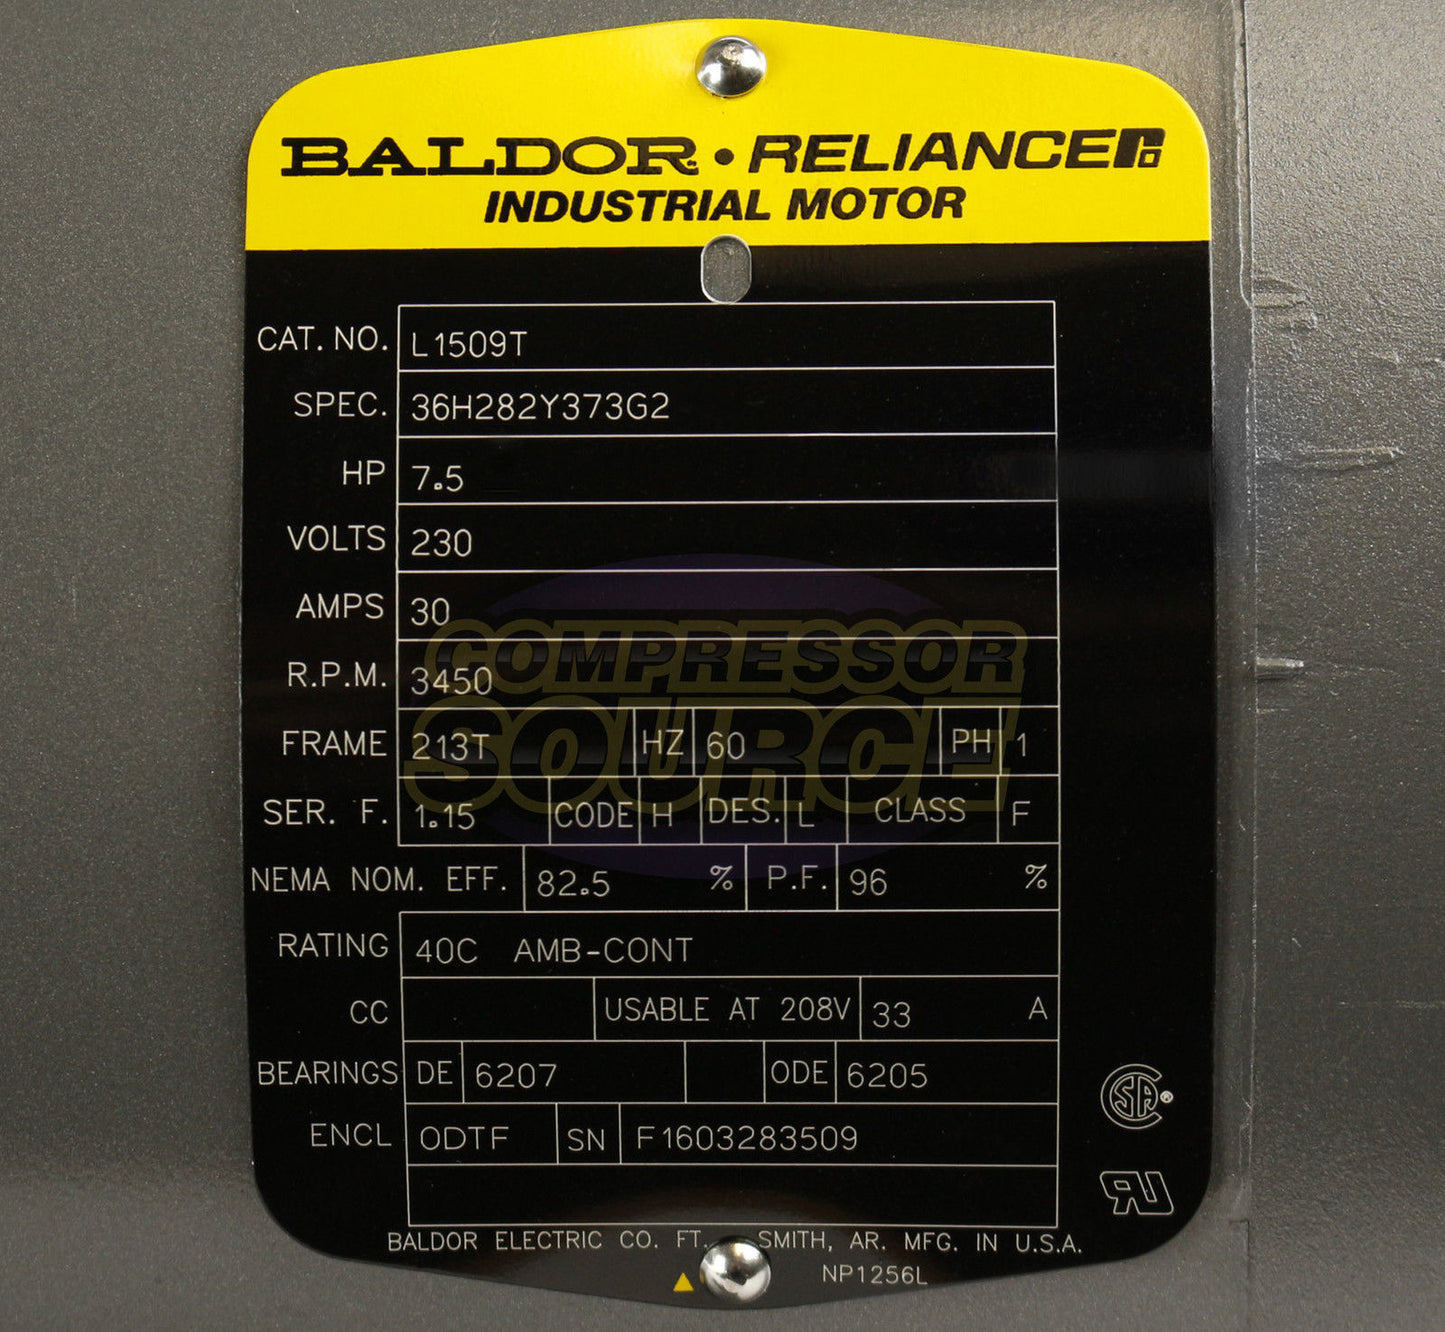 BALDOR • RELIANCE
INDUSTRIAL MOTOR
CAT. NO. L1509T
SPEC. 36H282Y373G2
HP 7.5
VOLTS 230
AMPS 30
R.P.M. 3450
FRAME 213T HZ 60 PH 1
SER. F. 1.15 CODE H DES. L CLASS F
NEMA NOM. EFF. 82.5 % P.F. 96 %
RATING 40C AMB-CONT
CC USABLE AT 208V 33 A
BEARINGS DE 6207 ODE 6205
ENCL ODTF SN F1603283509
BALDOR ELECTRIC CO. FT. SMITH, AR. MFG. IN U.S.A.
NP1256L
COMPRESSOR
SOURCE
SA ®
UR